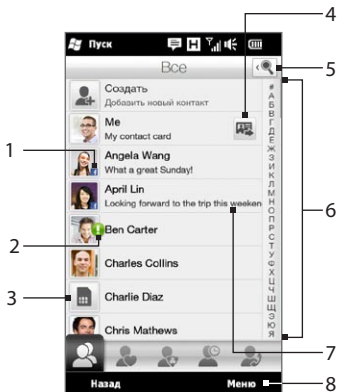 4
Пуск
H
Все
5
Создать
Добавить новый контакт
Me
My contact card
1
Angela Wang
What a great Sunday!
April Lin
Looking forward to the trip this weeken
2
Ben Carter
Charles Collins
3
Charlie Diaz
Chris Mathews
#
А
Б
В
Г
Д
Е
Ж
З
И
К
Л
М
Н
О
П
Р
С
Т
У
Ф
Х
Ц
Ч
Ш
Щ
Э
Ю
Я
6
7
Назад
Меню
8